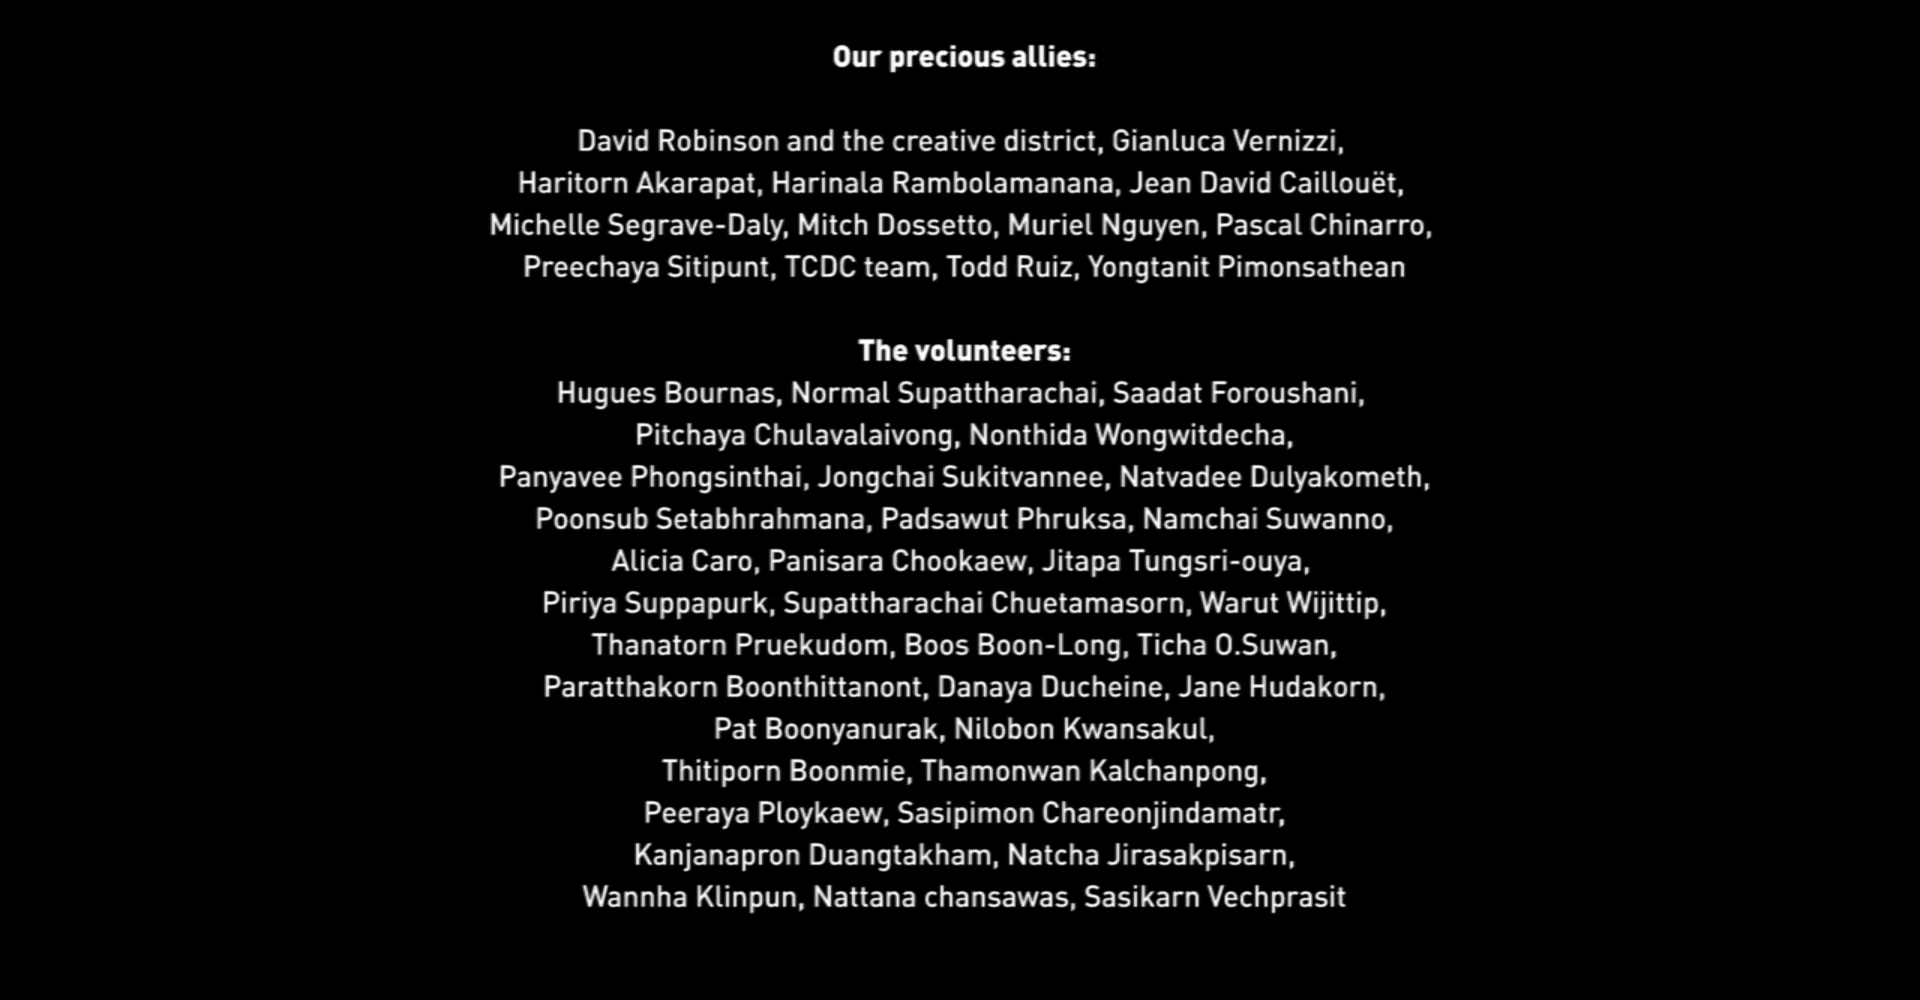 Our precious allies:
David Robinson and the creative district, Gianluca Vernizzi,
Haritorn Akarapat, Harinala Rambolamanana, Jean David Caillouët,
Michelle Segrave-Daly, Mitch Dossetto, Muriel Nguyen, Pascal Chinarro,
Preechaya Sitipunt, TCDC team, Todd Ruiz, Yongtanit Pimonsathean
The volunteers:
Hugues Bournas, Normal Supattharachai, Saadat Foroushani,
Pitchaya Chulavalaivong, Nonthida Wongwitdecha,
Panyavee Phongsinthai, Jongchai Sukitvannee, Natvadee Dulyakometh,
Poonsub Setabhrahmana, Padsawut Phruksa, Namchai Suwanno,
Alicia Caro, Panisara Chookaew, Jitapa Tungsri-ouya,
Piriya Suppapurk, Supattharachai Chuetamasorn, Warut Wijittip,
Thanatorn Pruekudom, Boos Boon-Long, Ticha O.Suwan,
Paratthakorn Boonthittanont, Danaya Ducheine, Jane Hudakorn,
Pat Boonyanurak, Nilobon Kwansakul,
Thitiporn Boonmie, Thamonwan Kalchanpong,
Peeraya Ploykaew, Sasipimon Chareonjindamatr,
Kanjanapron Duangtakham, Natcha Jirasakpisarn,
Wannha Klinpun, Nattana chansawas, Sasikarn Vechprasit